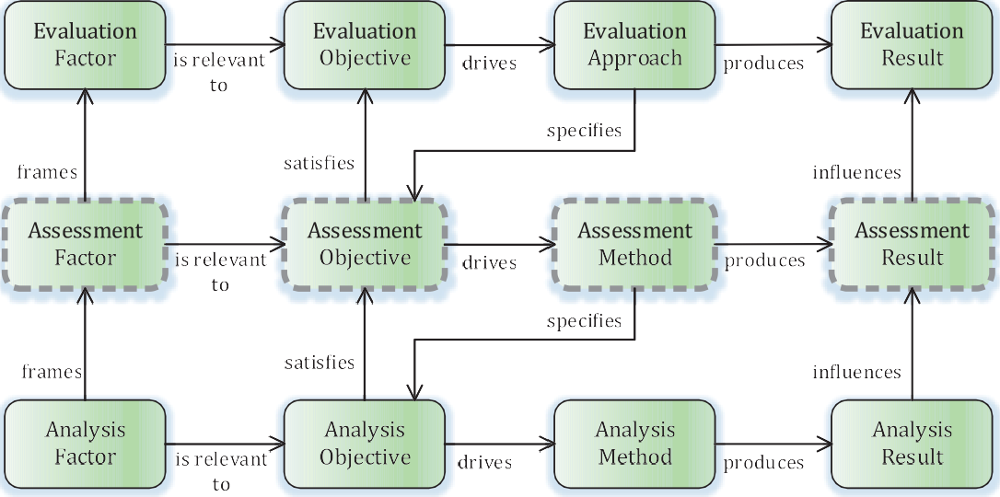 Evaluation
Factor
is relevant
to
Evaluation
Objective
drives
Evaluation
Approach
produces
Evaluation
Result
frames
satisfies
specifies
influences
Assessment
Factor
is relevant
to
Assessment
Objective
drives
Assessment
Method
produces
Assessment
Result
frames
satisfies
specifies
influences
Analysis
Factor
is relevant
to
Analysis
Objective
drives
Analysis
Method
produces
Analysis
Result